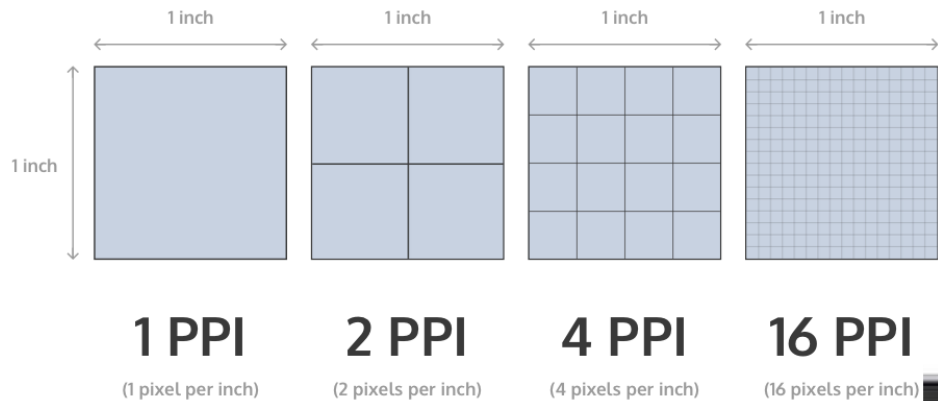 1 inch
1 inch
1 inch
1 inch
1 inch
1 PPI
2 PPI
4 PPI
16 PPI
(1 pixel per inch)
(2 pixels per inch)
(4 pixels per inch)
(16 pixels per inch)